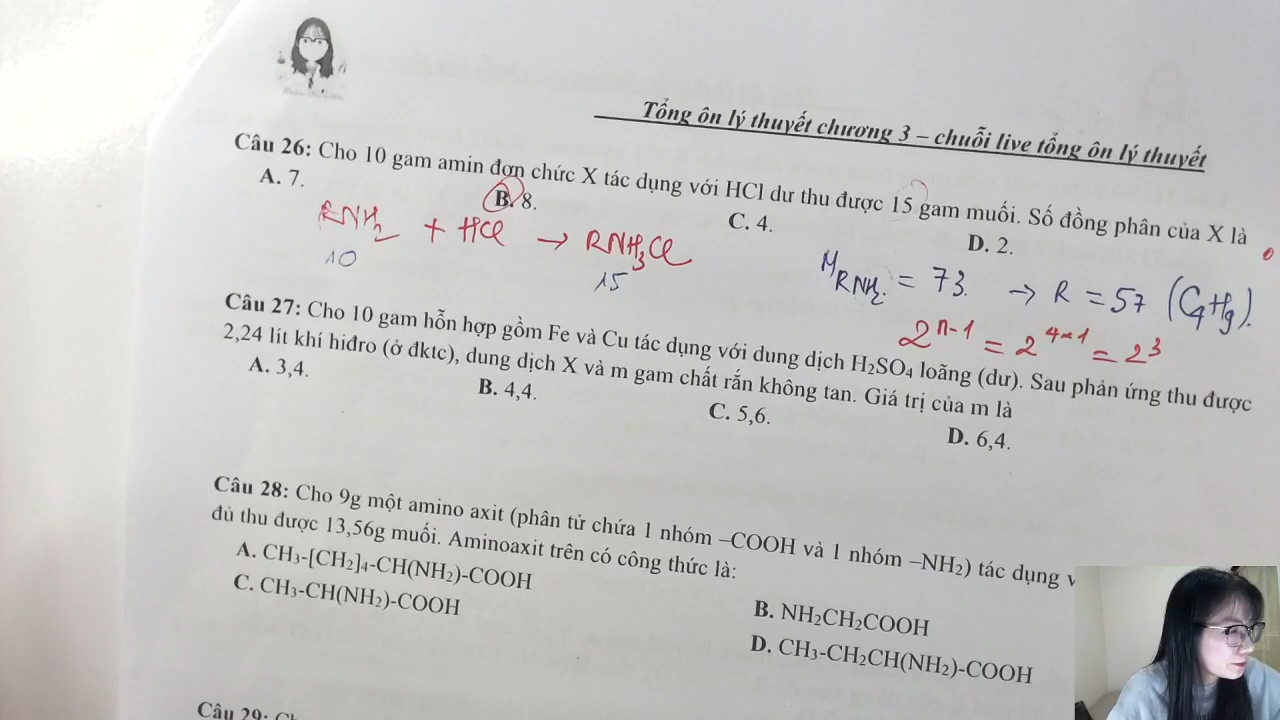 Tổng ôn lý thuyết chương 3 – chuỗi live tổng ôn lý thuyết
Câu 26: Cho 10 gam amin đơn chức X tác dụng với HCl dư thu được 15 gam muối. Số đồng phân của X là
A. 7. B. 8. C. 4. D. 2.
RNH₂ + HCl → RNH₃Cl
10 15
M RNH₂ = 73 → R = 57 (C₄H₉).
2ⁿ⁻¹ = 2⁴⁻¹ = 2³
Câu 27: Cho 10 gam hỗn hợp gồm Fe và Cu tác dụng với dung dịch H₂SO₄ loãng (dư). Sau phản ứng thu được
2,24 lít khí hiđro (ở đktc), dung dịch X và m gam chất rắn không tan. Giá trị của m là
A. 3,4. B. 4,4. C. 5,6. D. 6,4.
Câu 28: Cho 9g một amino axit (phân tử chứa 1 nhóm –COOH và 1 nhóm –NH₂) tác dụng
đủ thu được 13,56g muối. Aminoaxit trên có công thức là:
A. CH₃-[CH₂]₄-CH(NH₂)-COOH B. NH₂CH₂COOH
C. CH₃-CH(NH₂)-COOH D. CH₃-CH₂CH(NH₂)-COOH
Câu 29: